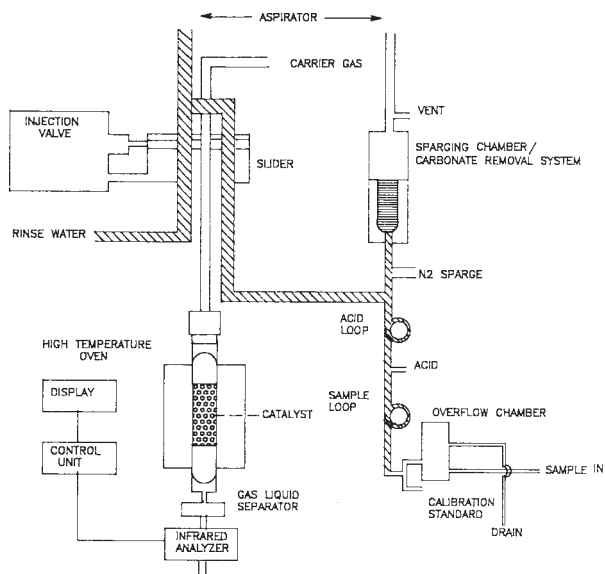 ASPIRATOR
CARRIER GAS
INJECTION
VALVE
VENT
SPARGING CHAMBER/
CARBONATE REMOVAL SYSTEM
SLIDER
RINSE WATER
N2 SPARGE
ACID
LOOP
HIGH TEMPERATURE
OVEN
ACID
DISPLAY
SAMPLE
LOOP
CATALYST
OVERFLOW CHAMBER
CONTROL
UNIT
SAMPLE IN
GAS LIQUID
SEPARATOR
CALIBRATION
STANDARD
DRAIN
INFRARED
ANALYZER